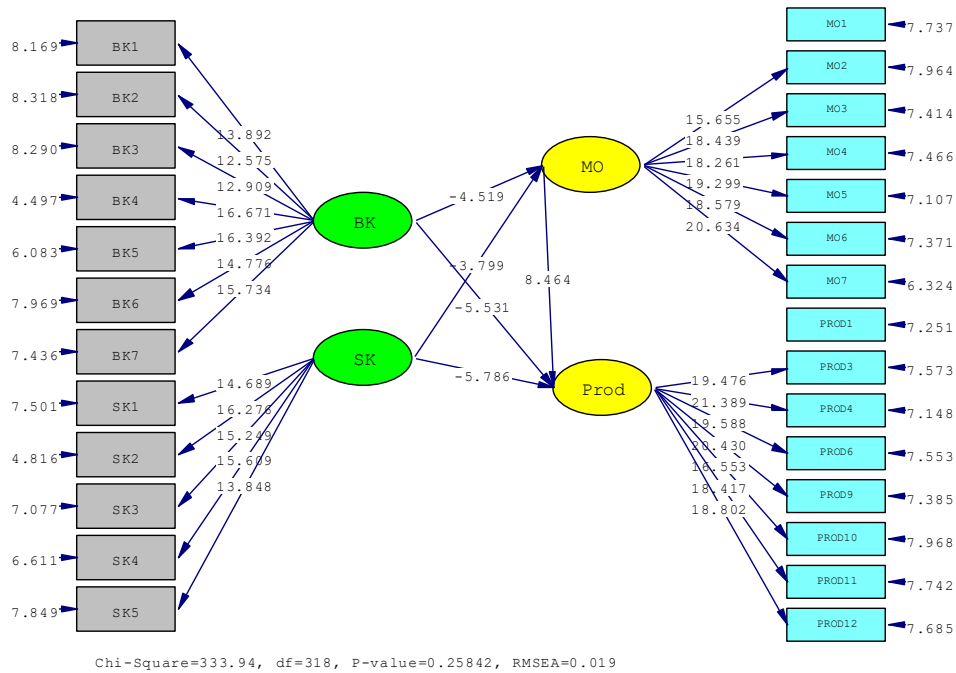 8.169 BK1
8.318 BK2
8.290 BK3
4.497 BK4
6.083 BK5
7.969 BK6
7.436 BK7
7.501 SK1
4.816 SK2
7.077 SK3
6.611 SK4
7.849 SK5
13.892
12.575
12.909
16.671
16.392
14.776
15.734
14.689
16.276
15.249
15.609
13.848
BK
SK
-4.519
-3.799
-5.531
-5.786
8.464
MO
Prod
15.655
18.439
18.261
19.299
18.579
20.634
19.476
21.389
19.588
20.430
16.553
18.417
18.802
MO1 7.737
MO2 7.964
MO3 7.414
MO4 7.466
MO5 7.107
MO6 7.371
MO7 6.324
PROD1 7.251
PROD3 7.573
PROD4 7.148
PROD6 7.553
PROD9 7.385
PROD10 7.968
PROD11 7.742
PROD12 7.685
Chi-Square=333.94, df=318, P-value=0.25842, RMSEA=0.019